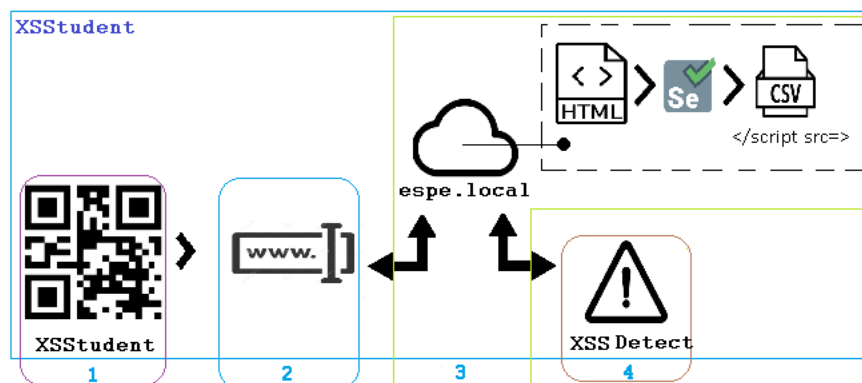 XSStudent
< >
HTML
Se
CSV
</script src=>
espe.local
www.
XSStudent
XSS Detect
1
2
3
4